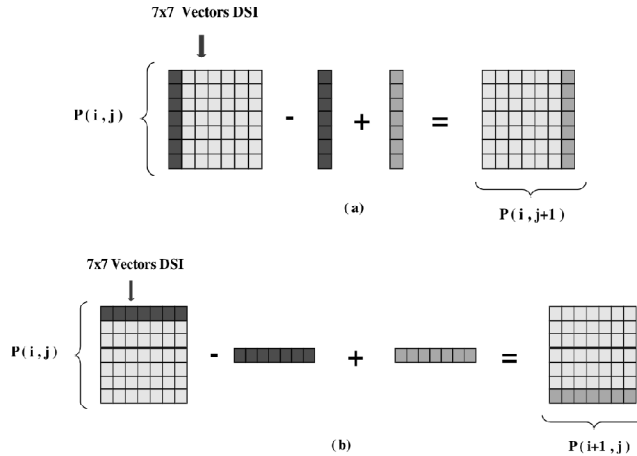 7x7 Vectors DSI
P( i , j )
- + =
P( i , j+1 )
(a)
7x7 Vectors DSI
P( i , j )
- + =
P( i+1 , j )
(b)